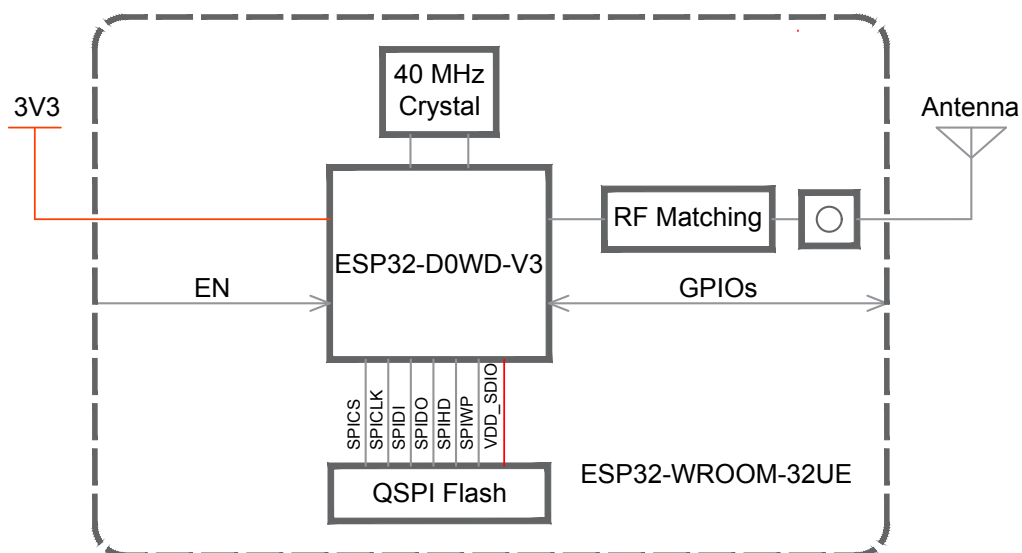 40 MHz
Crystal
3V3
Antenna
RF Matching
ESP32-D0WD-V3
EN
GPIOs
SPICS
SPICLK
SPIDI
SPIDO
SPIHD
SPIWP
VDD_SDIO
ESP32-WROOM-32UE
QSPI Flash